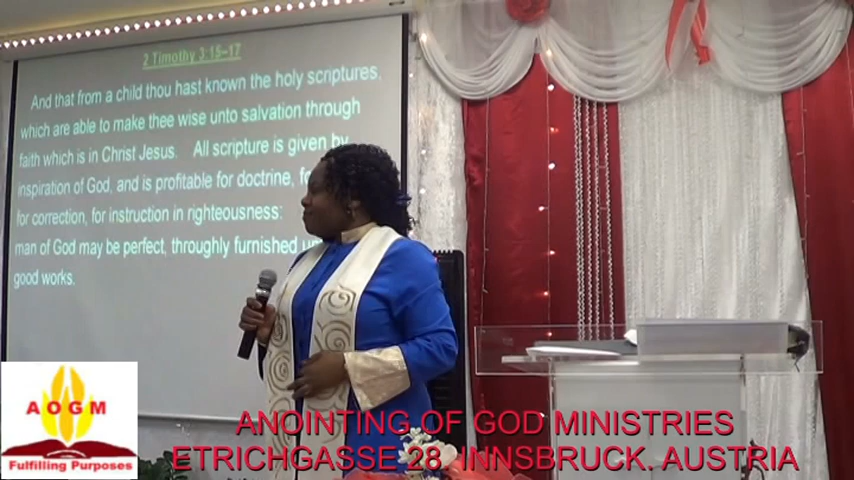 2 Timothy 3:15–17
And that from a child thou hast known the holy scriptures,
which are able to make thee wise unto salvation through
faith which is in Christ Jesus. All scripture is given by
inspiration of God, and is profitable for doctrine,
for correction, for instruction in righteousness:
man of God may be perfect, throughly furnished
good works.
AOGM
Fulfilling Purposes
ANOINTING OF GOD MINISTRIES
ETRICHGASSE 28, INNSBRUCK. AUSTRIA